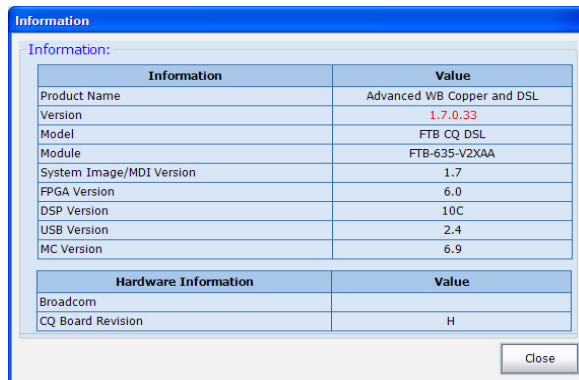 Information
Information:
Information Value
Product Name Advanced WB Copper and DSL
Version 1.7.0.33
Model FTB CQ DSL
Module FTB-635-V2XAA
System Image/MDI Version 1.7
FPGA Version 6.0
DSP Version 10C
USB Version 2.4
MC Version 6.9
Hardware Information Value
Broadcom
CQ Board Revision H
Close